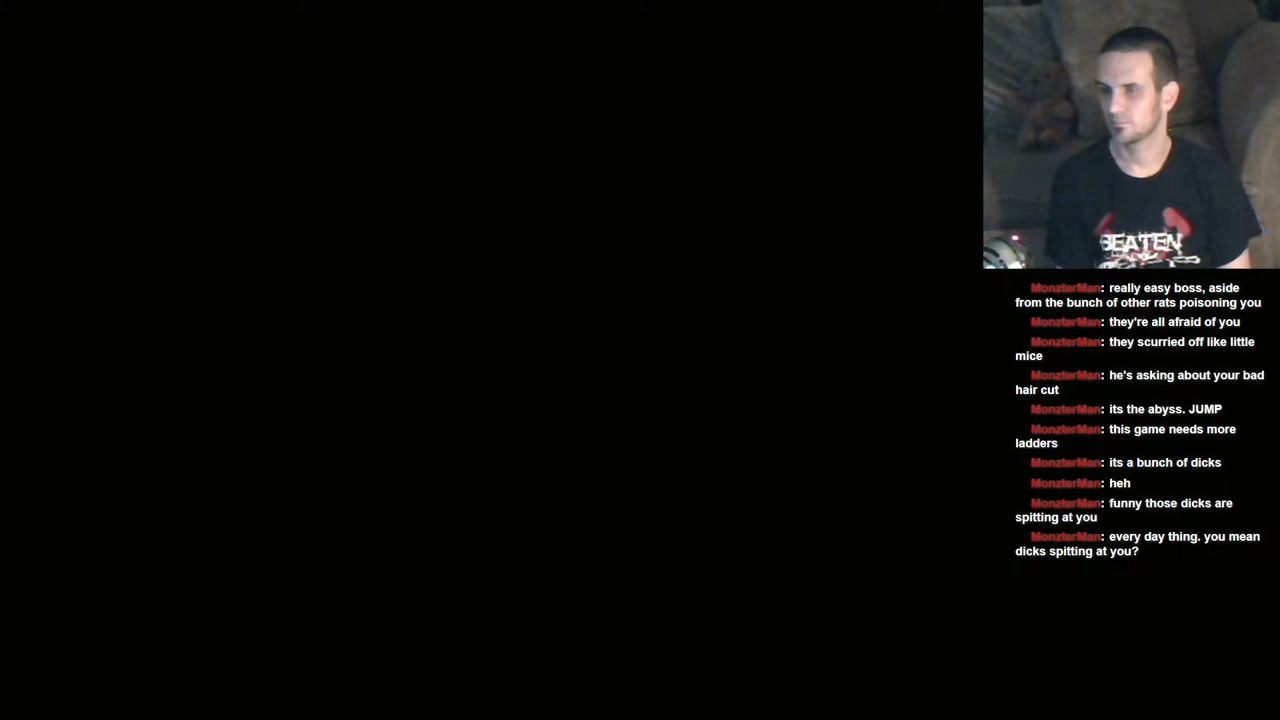 BEATEN
MonzterMan: really easy boss, aside
from the bunch of other rats poisoning you
MonzterMan: they're all afraid of you
MonzterMan: they scurried off like little
mice
MonzterMan: he's asking about your bad
hair cut
MonzterMan: its the abyss. JUMP
MonzterMan: this game needs more
ladders
MonzterMan: its a bunch of dicks
MonzterMan: heh
MonzterMan: funny those dicks are
spitting at you
MonzterMan: every day thing. you mean
dicks spitting at you?